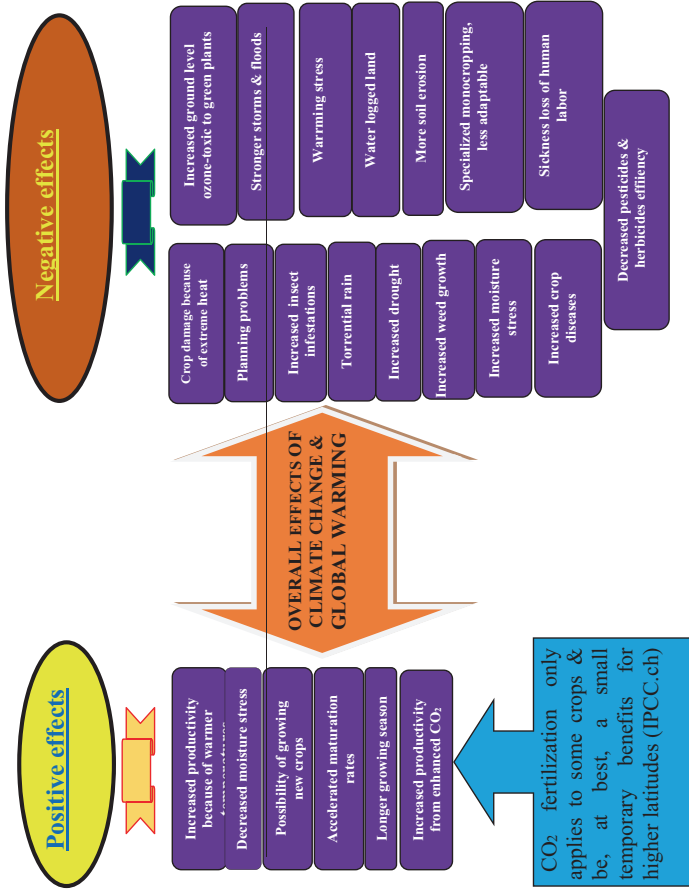 Positive effects
Increased productivity
because of warmer
temperatures
Decreased moisture stress
Possibility of growing
new crops
Accelerated maturation
rates
Longer growing season
Increased productivity
from enhanced CO₂
CO₂ fertilization only
applies to some crops &
be, at best, a small
temporary benefits for
higher latitudes (IPCC.ch)
OVERALL EFFECTS OF
CLIMATE CHANGE &
GLOBAL WARMING
Negative effects
Crop damage because
of extreme heat
Planning problems
Increased insect
infestations
Torrential rain
Increased drought
Increased weed growth
Increased moisture
stress
Increased crop
diseases
Increased ground level
ozone-toxic to green plants
Stronger storms & floods
Warrming stress
Water logged land
More soil erosion
Specialized monocropping,
less adaptable
Sickness loss of human
labor
Decreased pesticides &
herbicides effiiency